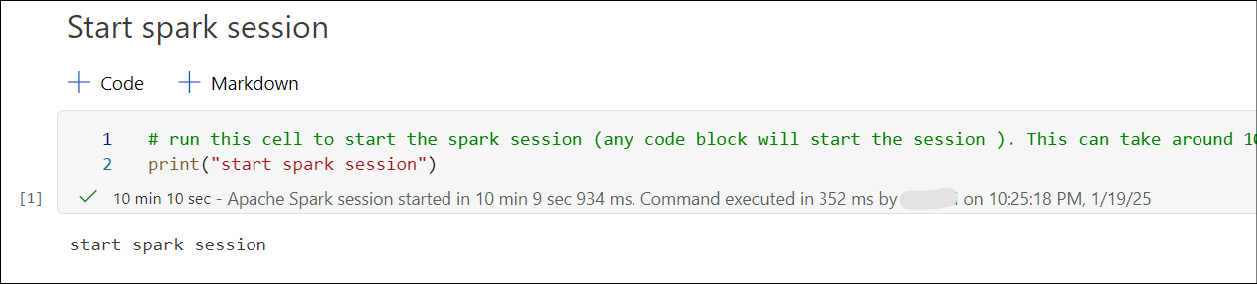 Start spark session
+ Code + Markdown
1 # run this cell to start the spark session (any code block will start the session ). This can take around
2 print("start spark session")
[1] ✓ 10 min 10 sec - Apache Spark session started in 10 min 9 sec 934 ms. Command executed in 352 ms by on 10:25:18 PM, 1/19/25
start spark session